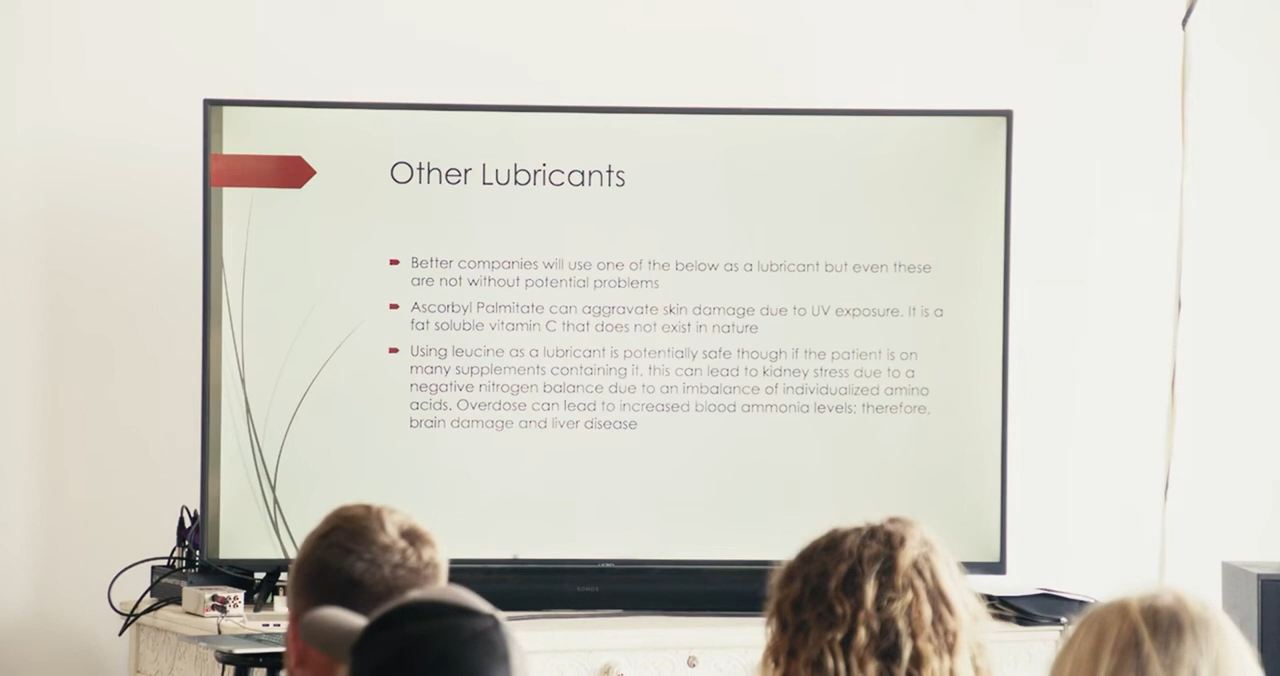 Other Lubricants
Better companies will use one of the below as a lubricant but even these
are not without potential problems
Ascorbyl Palmitate can aggravate skin damage due to UV exposure. It is a
fat soluble vitamin C that does not exist in nature
Using leucine as a lubricant is potentially safe though if the patient is on
many supplements containing it, this can lead to kidney stress due to a
negative nitrogen balance due to an imbalance of individualized amino
acids. Overdose can lead to increased blood ammonia levels; therefore,
brain damage and liver disease
SONOS